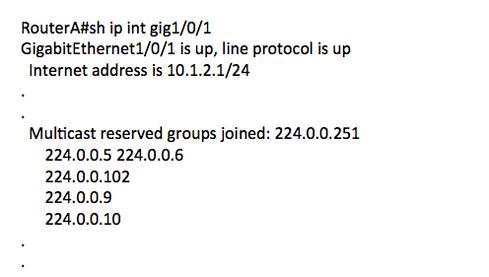 RouterA#sh ip int gig1/0/1
GigabitEthernet1/0/1 is up, line protocol is up
Internet address is 10.1.2.1/24
.
.
Multicast reserved groups joined: 224.0.0.251
224.0.0.5 224.0.0.6
224.0.0.102
224.0.0.9
224.0.0.10
.
.